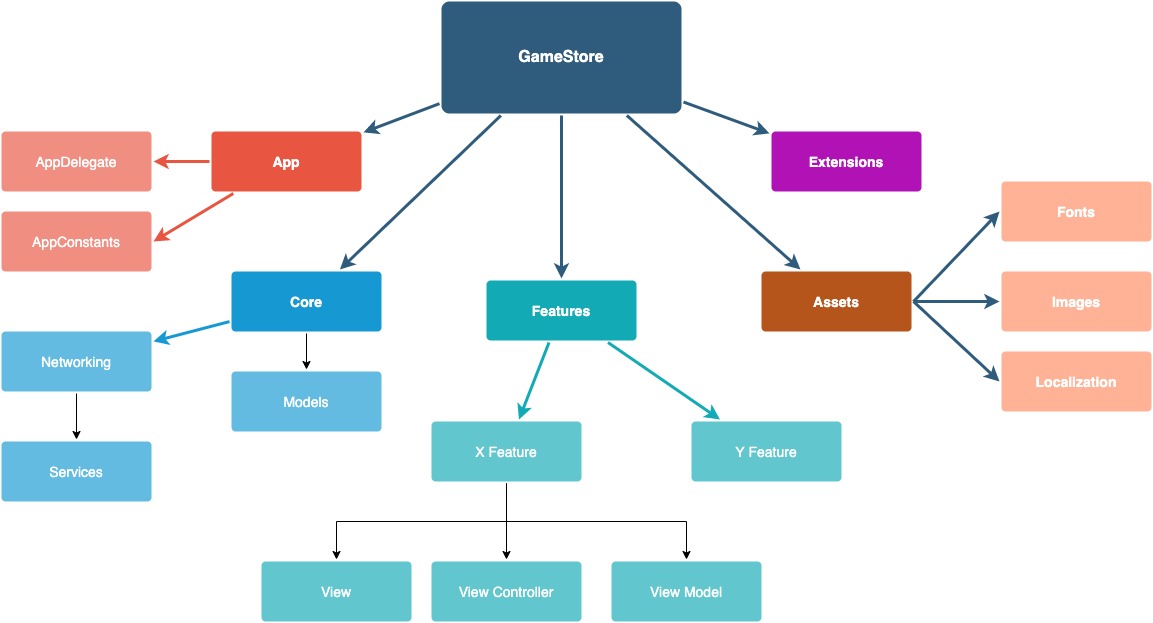 GameStore
AppDelegate
App
Extensions
AppConstants
Fonts
Core
Features
Assets
Images
Networking
Models
Localization
Services
X Feature
Y Feature
View
View Controller
View Model